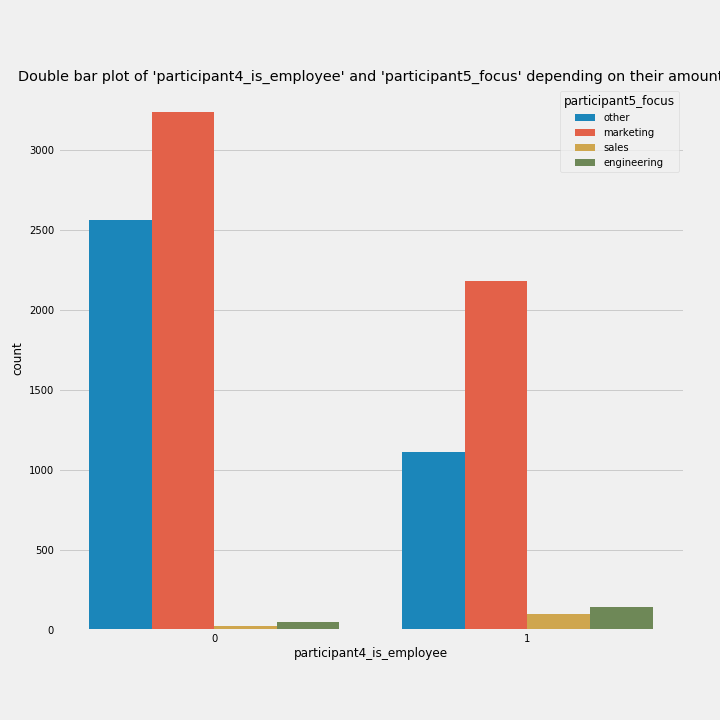 Double bar plot of 'participant4_is_employee' and 'participant5_focus' depending on their amount
participant5_focus
other
marketing
sales
engineering
3000
2500
2000
1500
1000
500
0
count
0
1
participant4_is_employee